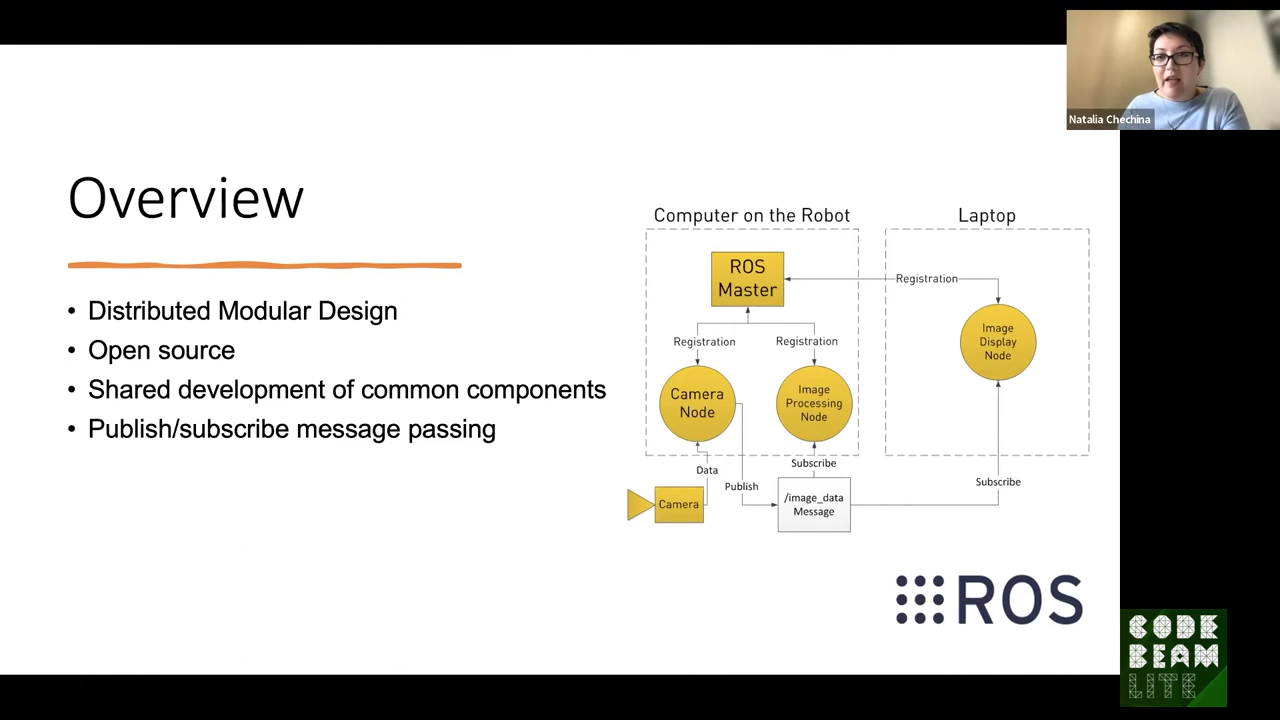 Natalia Chechina
Overview
• Distributed Modular Design
• Open source
• Shared development of common components
• Publish/subscribe message passing
Computer on the Robot
Laptop
ROS
Master
Registration
Registration
Registration
Camera
Node
Image
Processing
Node
Image
Display
Node
Data
Publish
Subscribe
Subscribe
Camera
/image_data
Message
ROS
CODE
BEAM
LITE